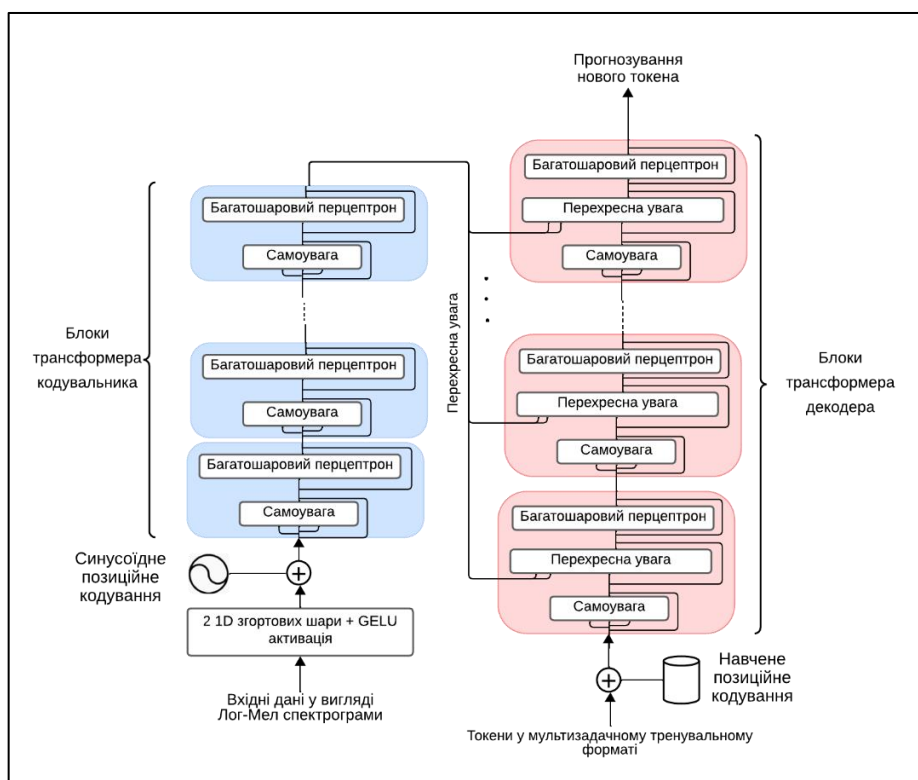 Прогнозування
нового токена
Багатошаровий перцептрон
Перехресна увага
Самоувага
Багатошаровий перцептрон
Самоувага
Блоки
трансформера
кодувальника
Багатошаровий перцептрон
Самоувага
Багатошаровий перцептрон
Самоувага
Перехресна увага
Багатошаровий перцептрон
Перехресна увага
Самоувага
Блоки
трансформера
декодера
Багатошаровий перцептрон
Перехресна увага
Самоувага
Синусоїдне
позиційне
кодування
2 1D згортових шари + GELU
активація
Вхідні дані у вигляді
Лог-Мел спектрограми
Навчене
позиційне
кодування
Токени у мультизадачному тренувальному
форматі